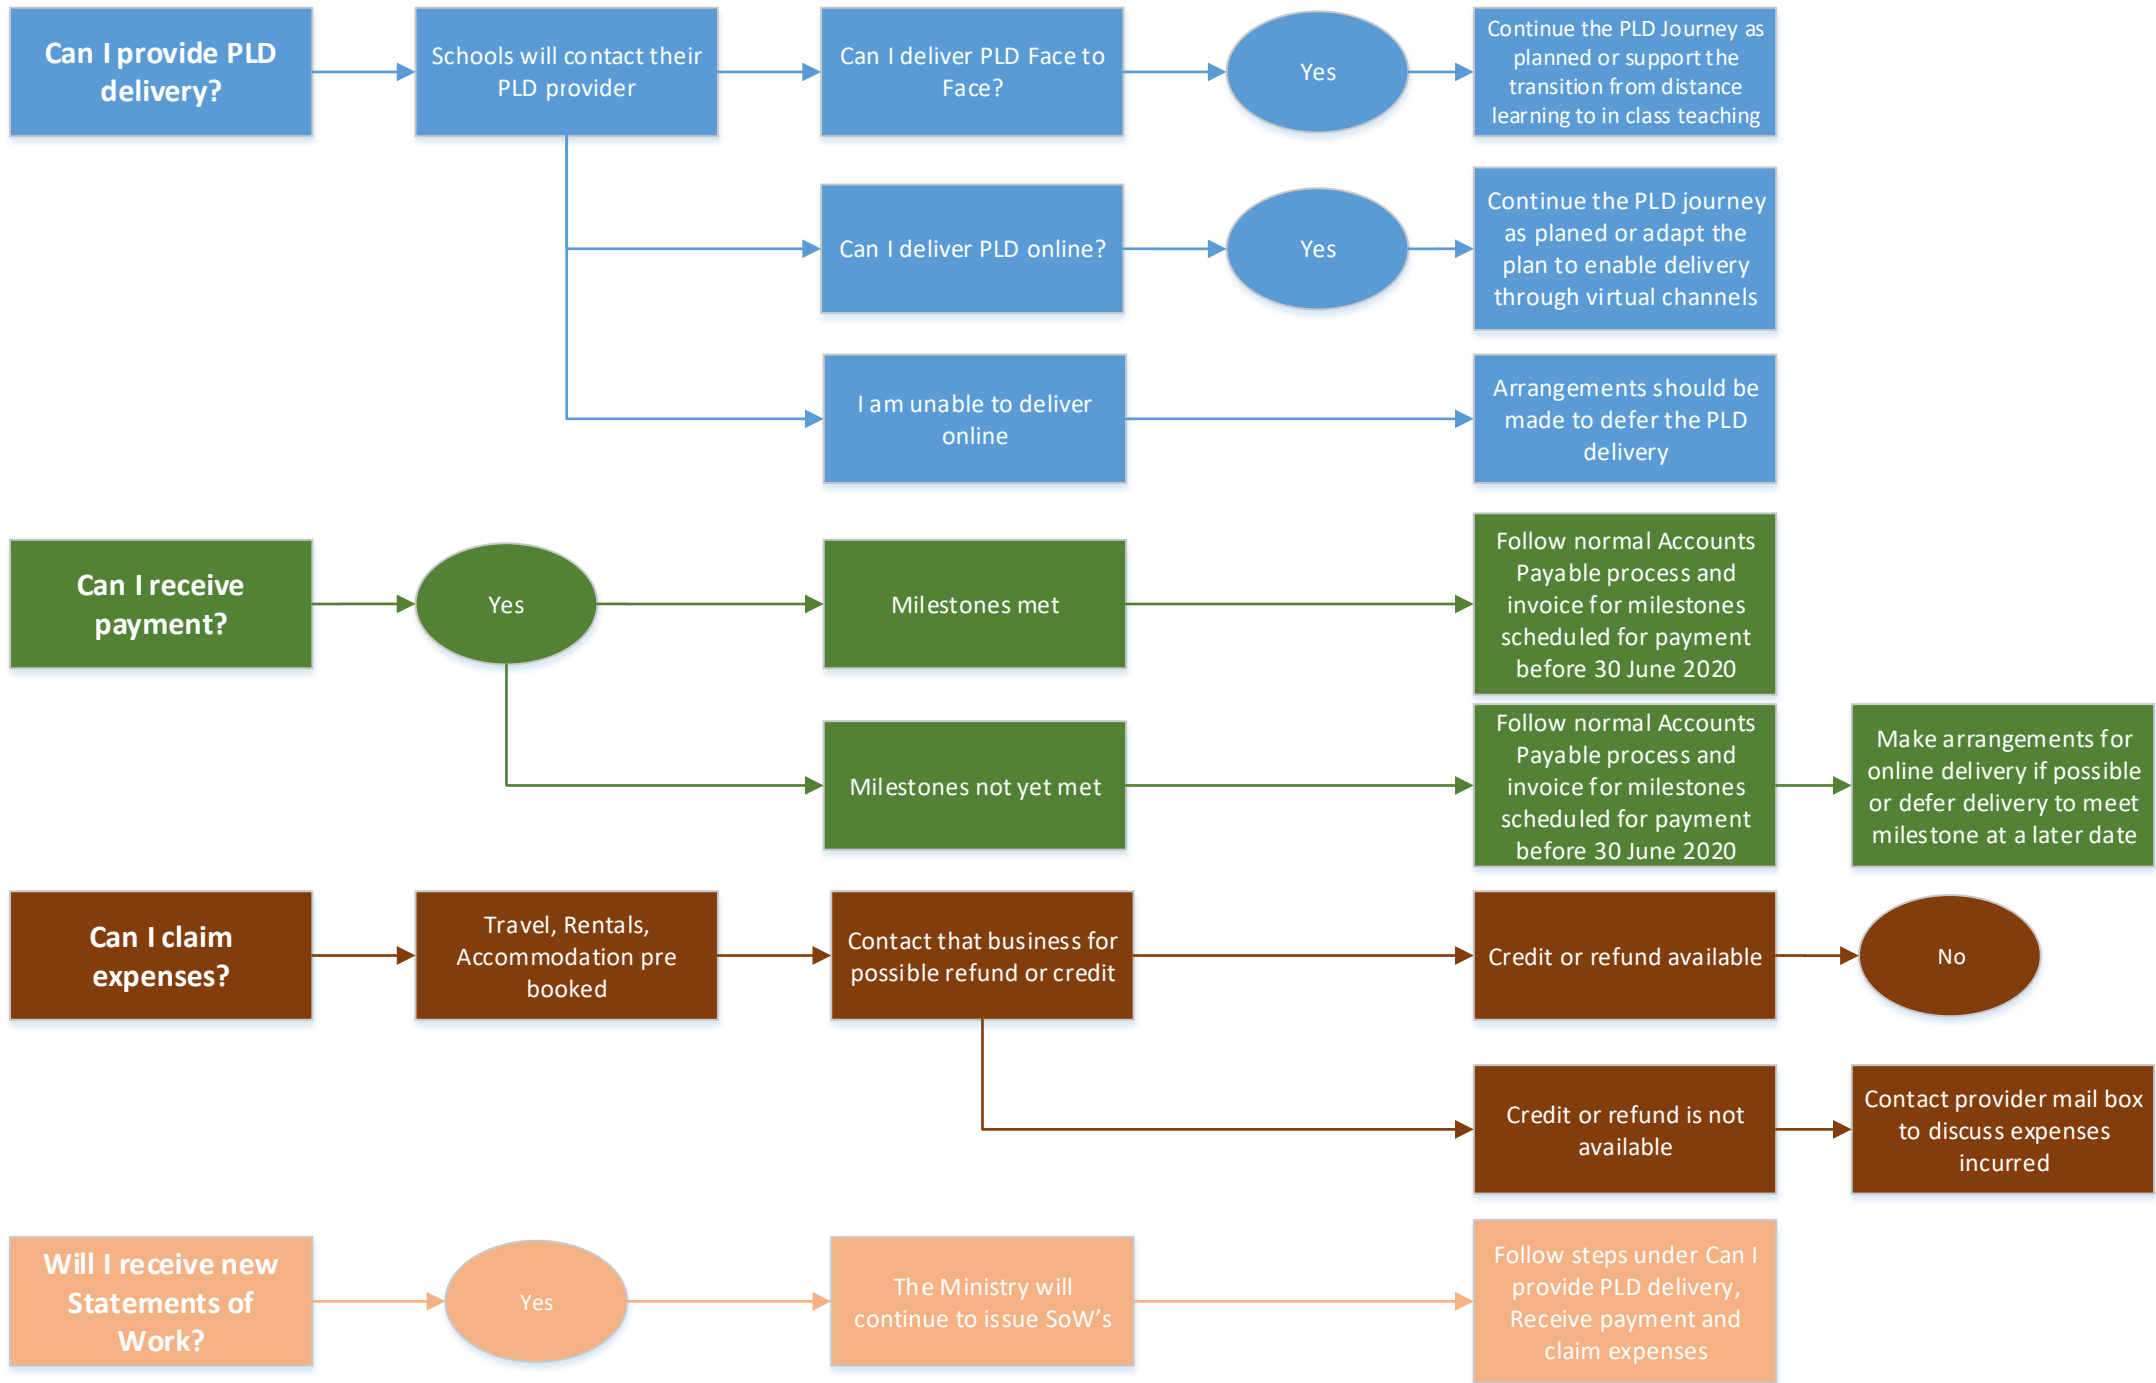 Can I provide PLD
delivery?
Schools will contact their
PLD provider
Can I deliver PLD Face to
Face?
Yes
Continue the PLD Journey as
planned or support the
transition from distance
learning to in class teaching
Can I deliver PLD online?
Yes
Continue the PLD journey
as planed or adapt the
plan to enable delivery
through virtual channels
I am unable to deliver
online
Arrangements should be
made to defer the PLD
delivery
Can I receive
payment?
Yes
Milestones met
Follow normal Accounts
Payable process and
invoice for milestones
scheduled for payment
before 30 June 2020
Milestones not yet met
Follow normal Accounts
Payable process and
invoice for milestones
scheduled for payment
before 30 June 2020
Make arrangements for
online delivery if possible
or defer delivery to meet
milestone at a later date
Can I claim
expenses?
Travel, Rentals,
Accommodation pre
booked
Contact that business for
possible refund or credit
Credit or refund available
No
Credit or refund is not
available
Contact provider mail box
to discuss expenses
incurred
Will I receive new
Statements of
Work?
Yes
The Ministry will
continue to issue SoW’s
Follow steps under Can I
provide PLD delivery,
Receive payment and
claim expenses